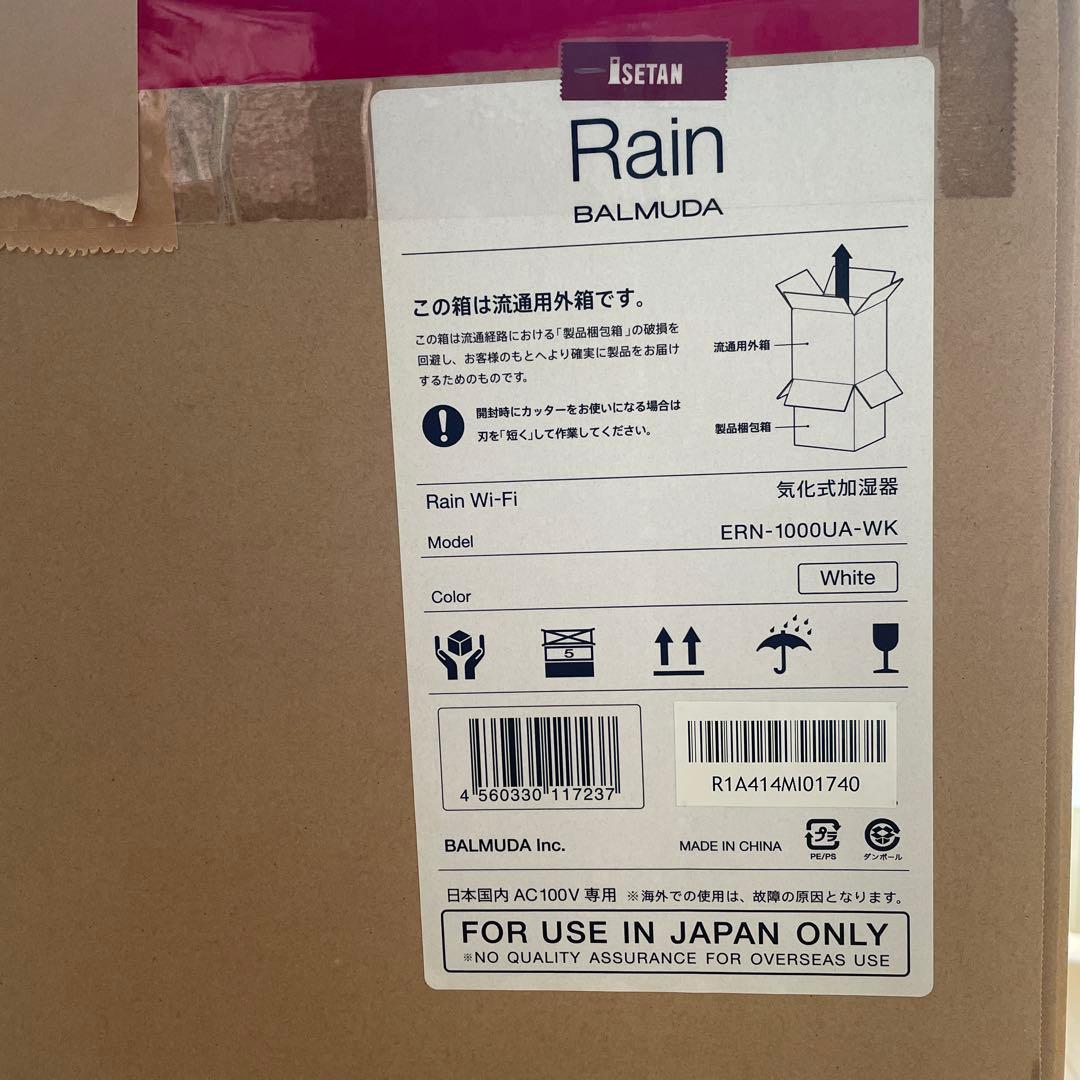 ISETAN
Rain
BALMUDA
この箱は流通用外箱です。
この箱は流通経路における「製品梱包箱」の破損を
回避し、お客様のもとへより確実に製品をお届け
するためのものです。
開封時にカッターをお使いになる場合は
刃を「短く」して作業してください。
流通用外箱
製品梱包箱
Rain Wi-Fi
気化式加湿器
Model
ERN-1000UA-WK
Color
White
5
4 560330 117237
R1A414MI01740
BALMUDA Inc.
MADE IN CHINA
プラ
PE/PS
ダンボール
日本国内 AC100V 専用 ※海外での使用は、故障の原因となります。
FOR USE IN JAPAN ONLY
※NO QUALITY ASSURANCE FOR OVERSEAS USE